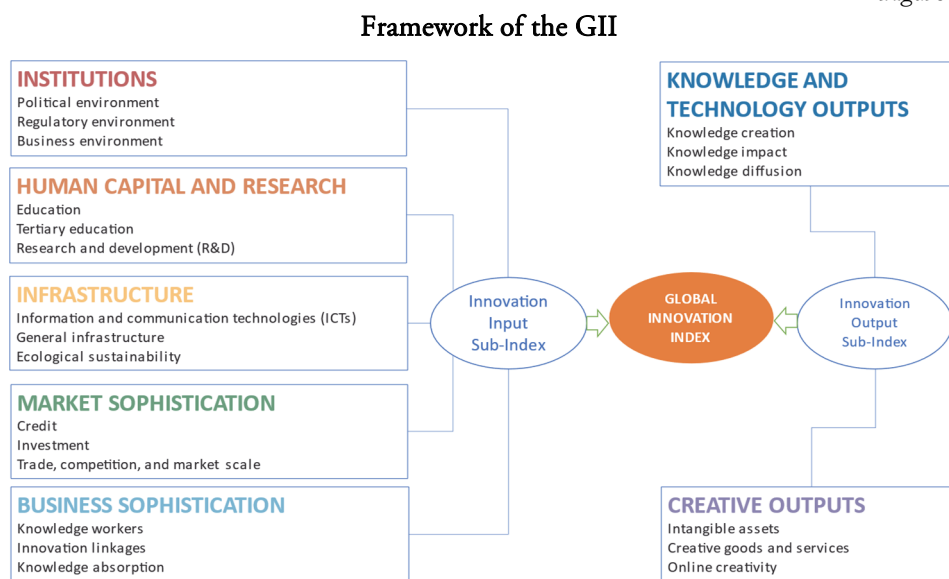 Framework of the GII
INSTITUTIONS
Political environment
Regulatory environment
Business environment
HUMAN CAPITAL AND RESEARCH
Education
Tertiary education
Research and development (R&D)
INFRASTRUCTURE
Information and communication technologies (ICTs)
General infrastructure
Ecological sustainability
MARKET SOPHISTICATION
Credit
Investment
Trade, competition, and market scale
BUSINESS SOPHISTICATION
Knowledge workers
Innovation linkages
Knowledge absorption
Innovation
Input
Sub-Index
GLOBAL
INNOVATION
INDEX
Innovation
Output
Sub-Index
KNOWLEDGE AND
TECHNOLOGY OUTPUTS
Knowledge creation
Knowledge impact
Knowledge diffusion
CREATIVE OUTPUTS
Intangible assets
Creative goods and services
Online creativity